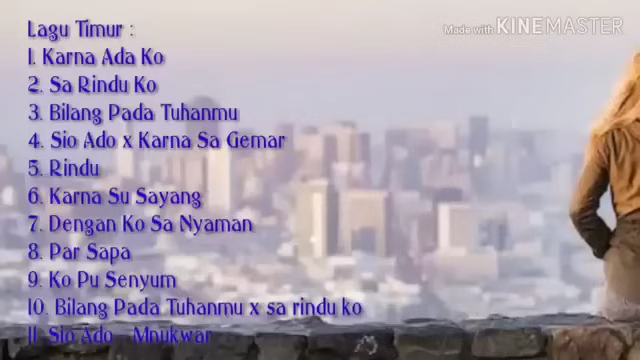 Lagu Timur :
Made with KINEMASTER
1. Karna Ada Ko
2. Sa Rindu Ko
3. Bilang Pada Tuhanmu
4. Sio Ado x Karna Sa Gemar
5. Rindu
6. Karna Su Sayang
7. Dengan Ko Sa Nyaman
8. Par Sapa
9. Ko Pu Senyum
10. Bilang Pada Tuhanmu x sa rindu ko
11. Sio Ado - Mnukwar